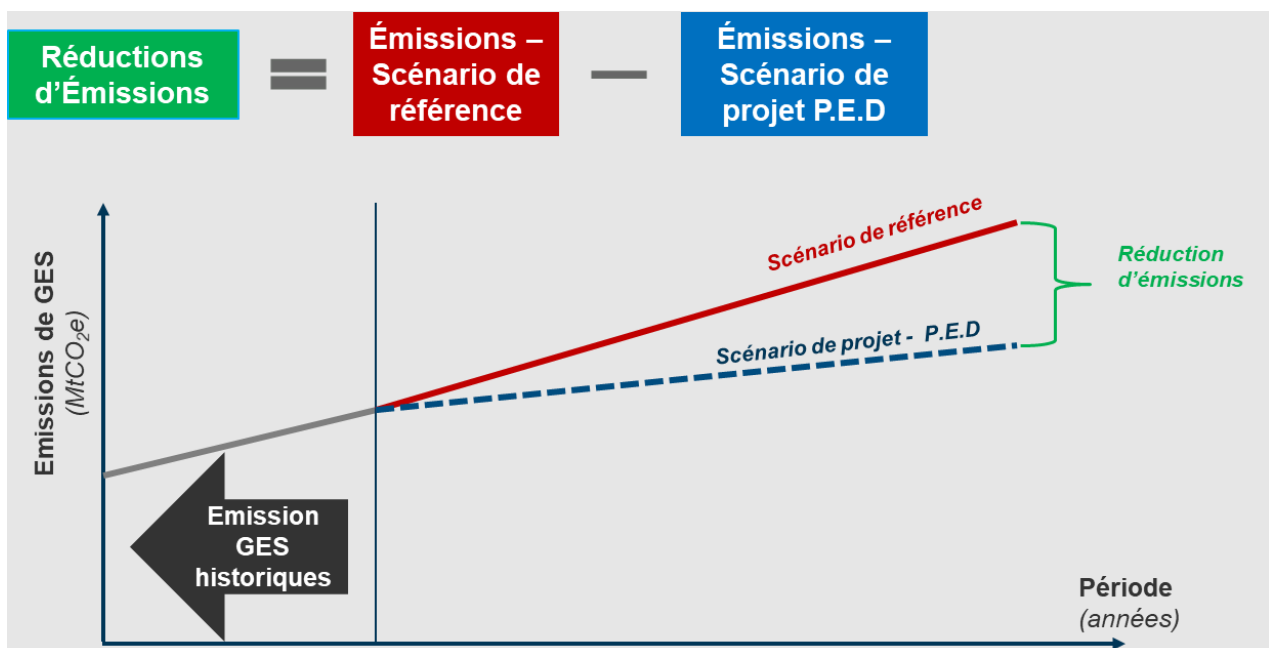 Réductions
d'Émissions
=
Émissions –
Scénario de
référence
—
Émissions –
Scénario de
projet P.E.D
Emissions de GES
(MtCO₂e)
Scénario de référence
Scénario de projet - P.E.D
Réduction
d'émissions
Emission
GES
historiques
Période
(années)